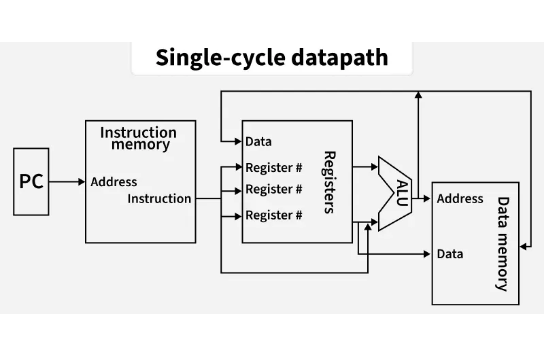 Single-cycle datapath
PC
Instruction
memory
Address
Instruction
Data
Register #
Register #
Register #
Registers
ALU
Address
Data
Data memory